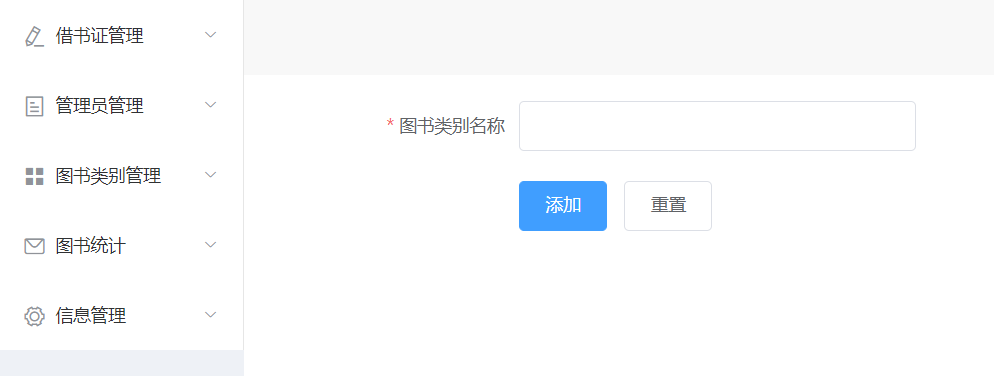 借书证管理
管理员管理
图书类别管理
图书统计
信息管理
* 图书类别名称
添加
重置